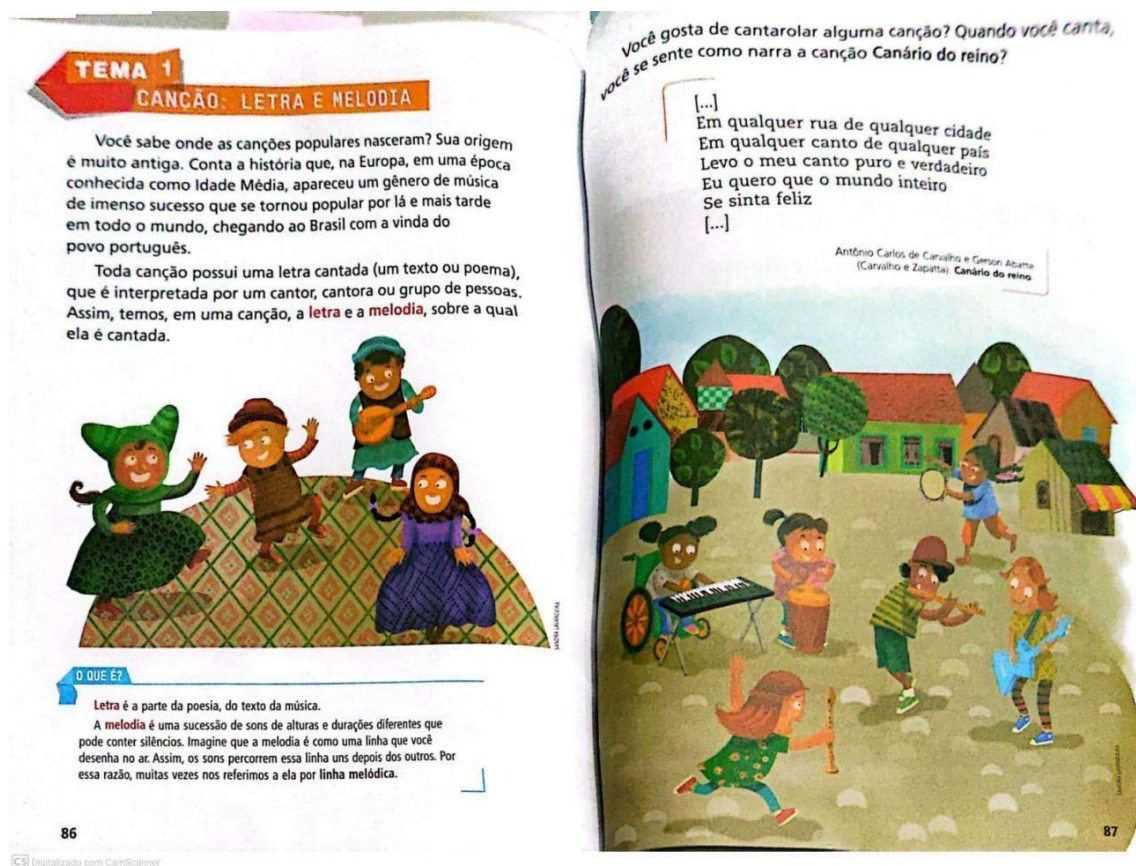 TEMA 1
CANÇÃO: LETRA E MELODIA
Você sabe onde as canções populares nasceram? Sua origem
é muito antiga. Conta a história que, na Europa, em uma época
conhecida como Idade Média, apareceu um gênero de música
de imenso sucesso que se tornou popular por lá e mais tarde
em todo o mundo, chegando ao Brasil com a vinda do
povo português.
Toda canção possui uma letra cantada (um texto ou poema),
que é interpretada por um cantor, cantora ou grupo de pessoas.
Assim, temos, em uma canção, a letra e a melodia, sobre a qual
ela é cantada.
SANDRA LAVANDEIRA
O QUE É?
Letra é a parte da poesia, do texto da música.
A melodia é uma sucessão de sons de alturas e durações diferentes que
pode conter silêncios. Imagine que a melodia é como uma linha que você
desenha no ar. Assim, os sons percorrem essa linha uns depois dos outros. Por
essa razão, muitas vezes nos referimos a ela por linha melódica.
86
CS Digitalizado com CamScanner
Você gosta de cantarolar alguma canção? Quando você canta,
você se sente como narra a canção Canário do reino?
[...]
Em qualquer rua de qualquer cidade
Em qualquer canto de qualquer país
Levo o meu canto puro e verdadeiro
Eu quero que o mundo inteiro
Se sinta feliz
[...]
Antônio Carlos de Carvalho e Gerson Abatte
(Carvalho e Zapatta). Canário do reino.
SANDRA LAVANDEIRA
87